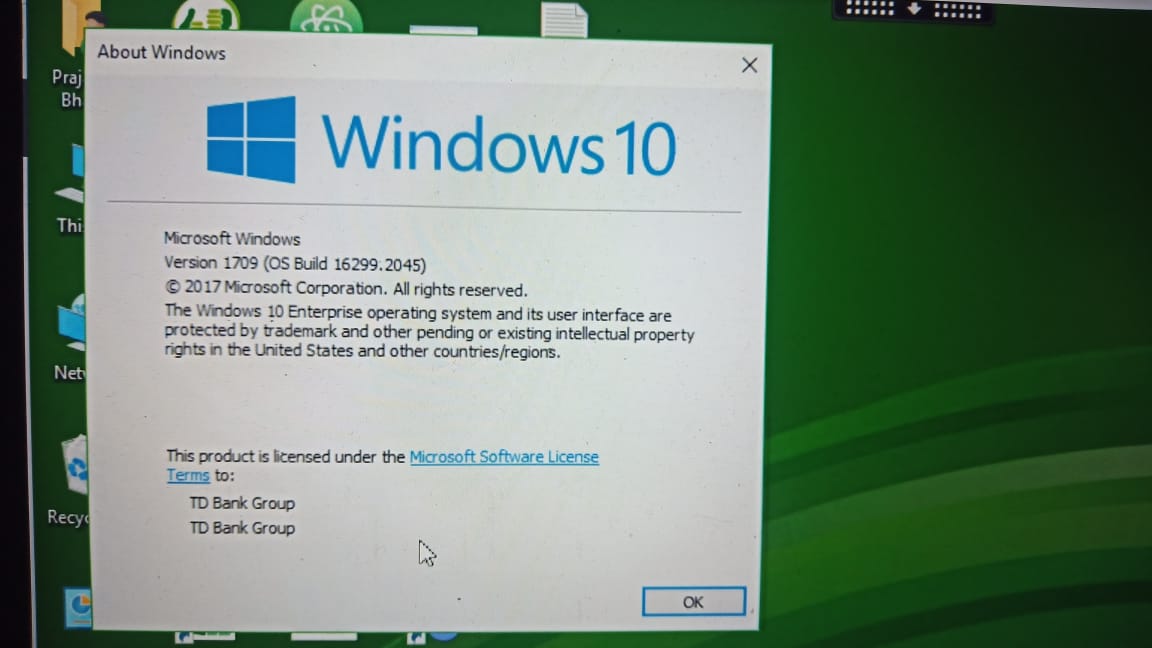 About Windows
Praj
Bh
Windows 10
This
Microsoft Windows
Version 1709 (OS Build 16299.2045)
© 2017 Microsoft Corporation. All rights reserved.
The Windows 10 Enterprise operating system and its user interface are
protected by trademark and other pending or existing intellectual property
rights in the United States and other countries/regions.
Netw
This product is licensed under the Microsoft Software License
Terms to:
TD Bank Group
Recyc
TD Bank Group
OK